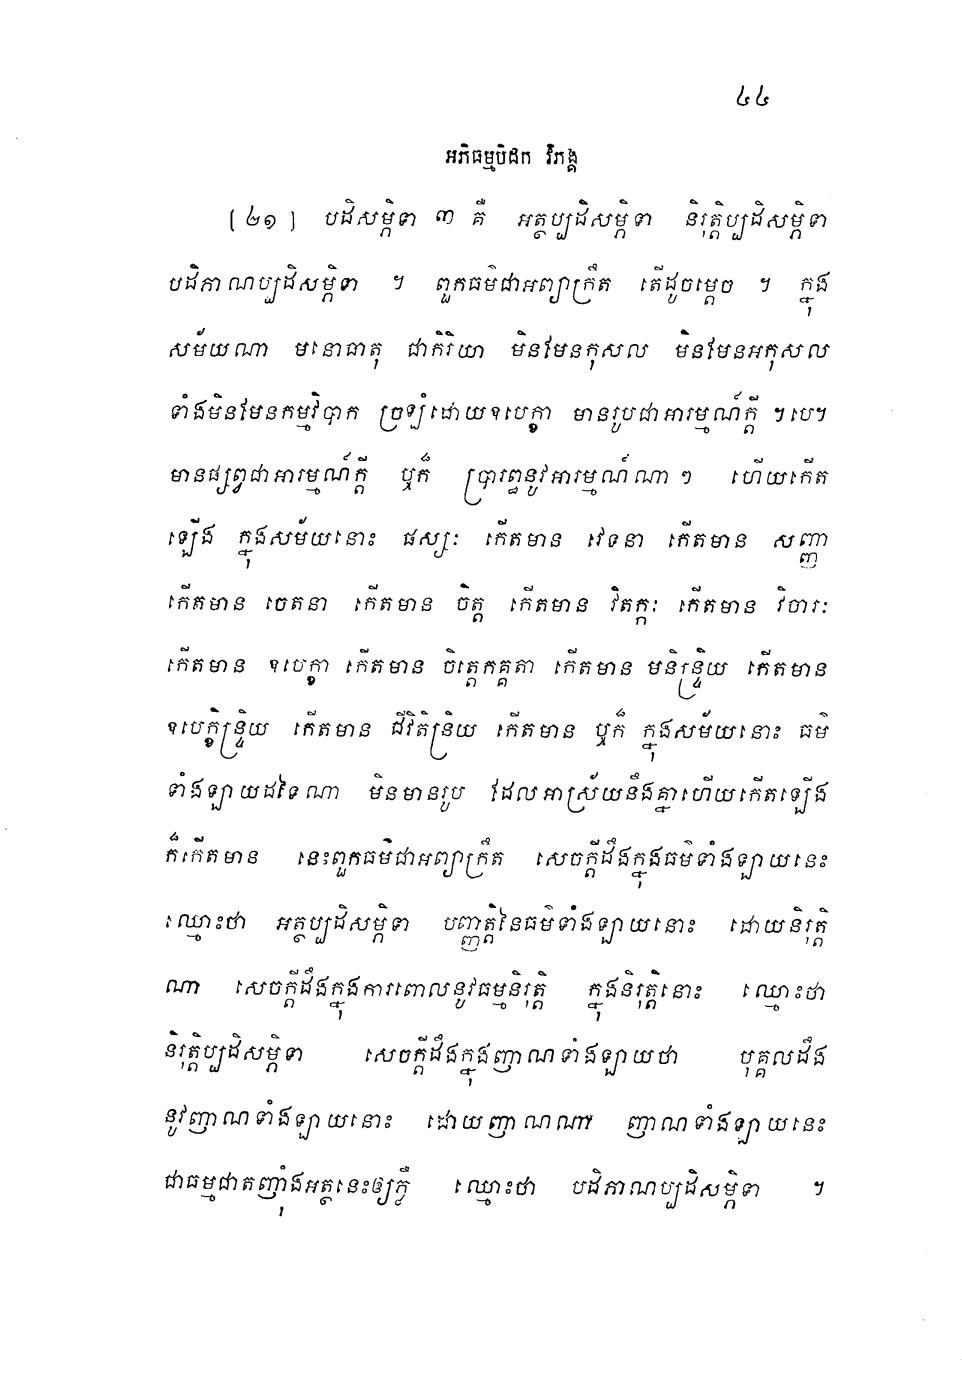 ៤៤
អភិធម្មបិដក វិភង្គ
[៤១] បដិសម្ភិទា ៣ គឺ អត្ថប្បដិសម្ភិទា និរុត្តិប្បដិសម្ភិទា
បដិភាណប្បដិសម្ភិទា ។ ពួកធម៌ជាអព្យាក្រឹត តើដូចម្តេច ។ ក្នុង
សម័យណា មនោធាតុ ជាកិរិយា មិនមែនកុសល មិនមែនអកុសល
ទាំងមិនមែនកម្មវិបាក ច្រឡំដោយឧបេក្ខា មានរូបជាអារម្មណ៍ក្តី ។បេ។
មានផ្សព្វជាអារម្មណ៍ក្តី ឬក៏ ប្រារព្ធនូវអារម្មណ៍ណា ៗ ហើយកើត
ឡើង ក្នុងសម័យនោះ ផស្សៈ កើតមាន វេទនា កើតមាន សញ្ញា
កើតមាន ចេតនា កើតមាន ចិត្ត កើតមាន វិតក្កៈ កើតមាន វិចារៈ
កើតមាន ឧបេក្ខា កើតមាន ចិត្តេកគ្គតា កើតមាន មនិន្ទ្រិយ កើតមាន
ឧបេក្ខិន្ទ្រិយ កើតមាន ជីវិតិន្ទ្រិយ កើតមាន ឬក៏ ក្នុងសម័យនោះ ធម៌
ទាំងឡាយដទៃណា មិនមានរូប ដែលអាស្រ័យនឹងគ្នាហើយកើតឡើង
ក៏កើតមាន នេះពួកធម៌ជាអព្យាក្រឹត សេចក្តីដឹងក្នុងធម៌ទាំងឡាយនេះ
ឈ្មោះថា អត្ថប្បដិសម្ភិទា បញ្ញត្តិនៃធម៌ទាំងឡាយនោះ ដោយនិរុត្តិ
ណា សេចក្តីដឹងក្នុងការពោលនូវធម្មនិរុត្តិ ក្នុងនិរុត្តិនោះ ឈ្មោះថា
និរុត្តិប្បដិសម្ភិទា សេចក្តីដឹងក្នុងញាណទាំងឡាយថា បុគ្គលដឹង
នូវញាណទាំងឡាយនោះ ដោយញាណណា ញាណទាំងឡាយនេះ
ជាធម្មជាតញ៉ាំងអត្ថនេះឲ្យភ្លឺ ឈ្មោះថា បដិភាណប្បដិសម្ភិទា ។